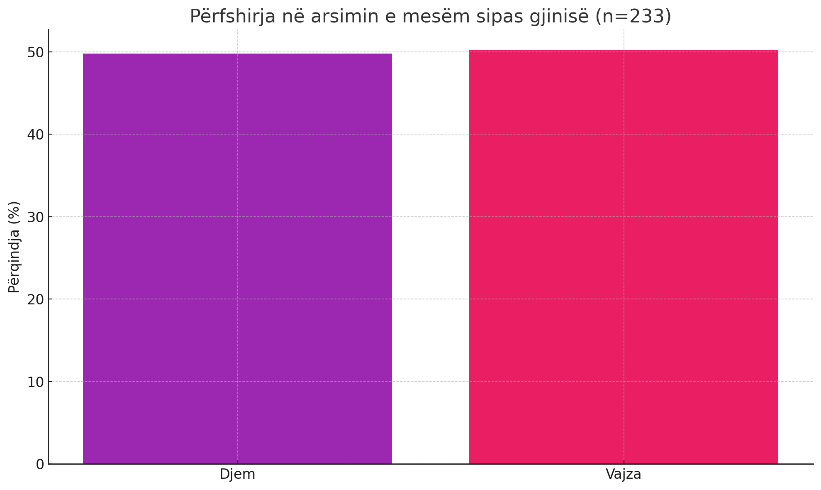 Përfshirja në arsimin e mesëm sipas gjinisë (n=233)
Përqindja (%)
50
40
30
20
10
0
Djem
Vajza